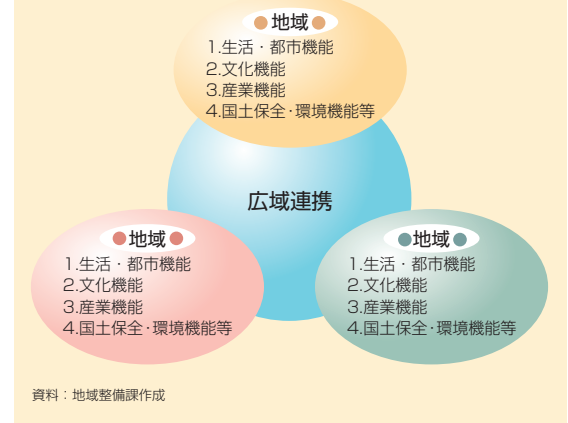 ●●地域
1.生活・都市機能
2.文化機能
3.産業機能
4.国土保全・環境機能等
広域連携
●●地域
1.生活・都市機能
2.文化機能
3.産業機能
4.国土保全・環境機能等
●●地域
1.生活・都市機能
2.文化機能
3.産業機能
4.国土保全・環境機能等
資料：地域整備課作成